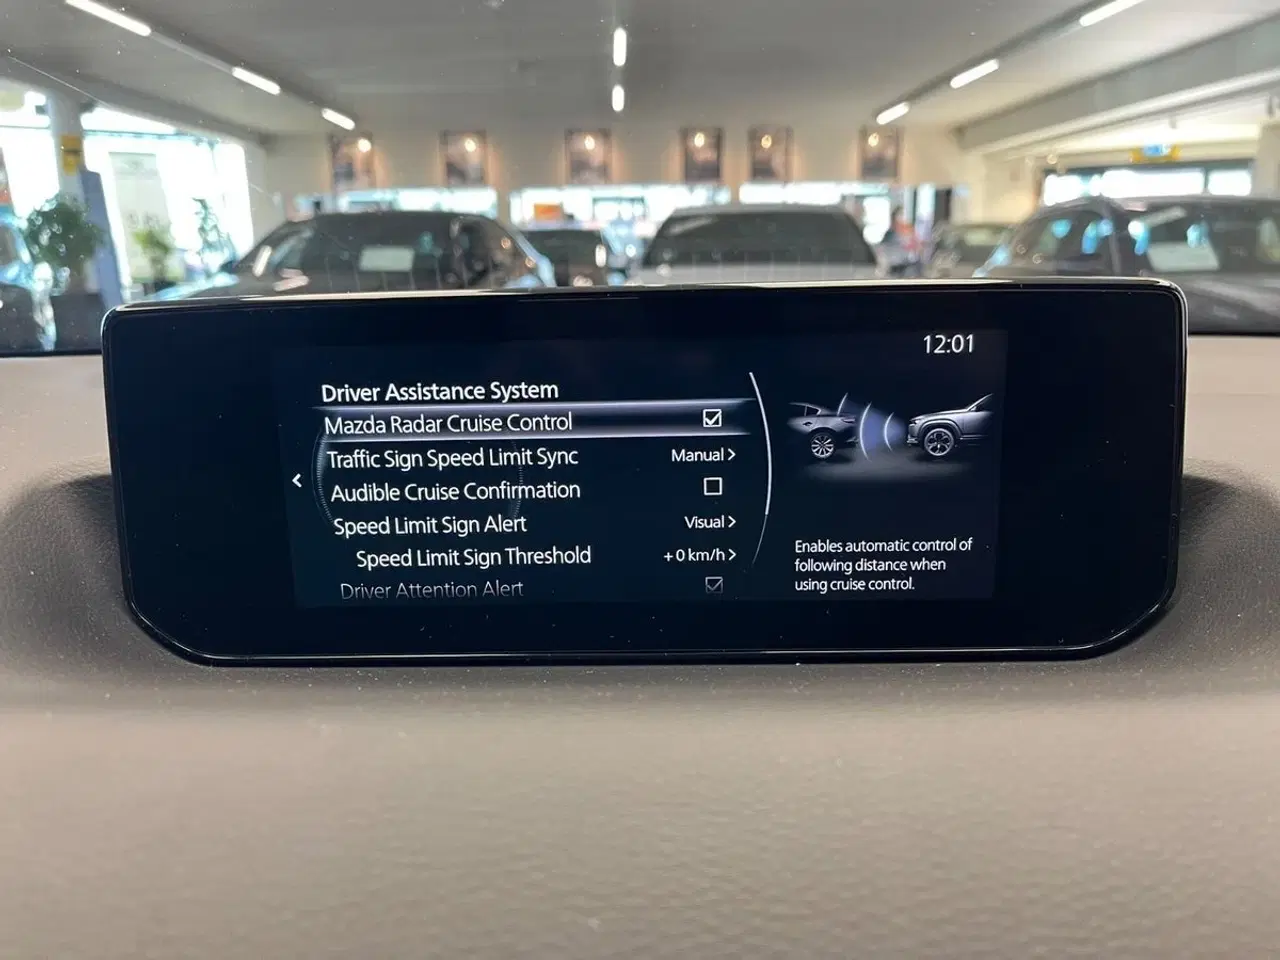 12:01
Driver Assistance System
Mazda Radar Cruise Control
Traffic Sign Speed Limit Sync Manual >
Audible Cruise Confirmation
Speed Limit Sign Alert Visual >
Speed Limit Sign Threshold +0 km/h >
Driver Attention Alert
Enables automatic control of
following distance when
using cruise control.